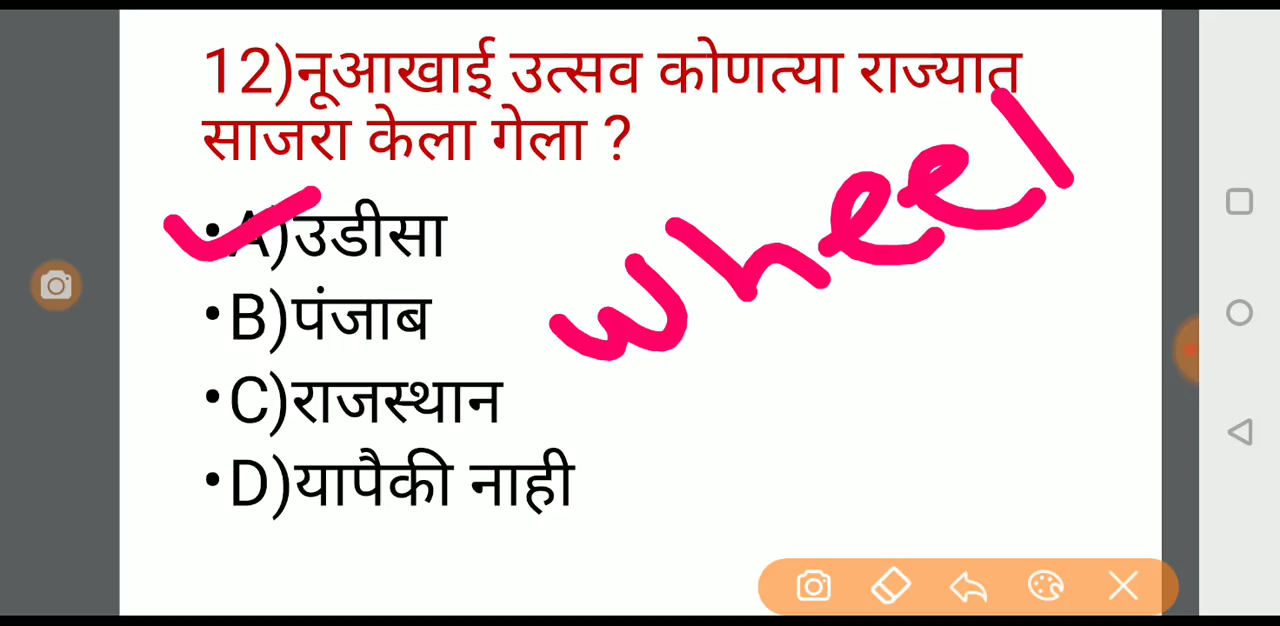 12)नूआखाई उत्सव कोणत्या राज्यात
साजरा केला गेला ?
•A)उडीसा
wheel
•B)पंजाब
•C)राजस्थान
•D)यापैकी नाही